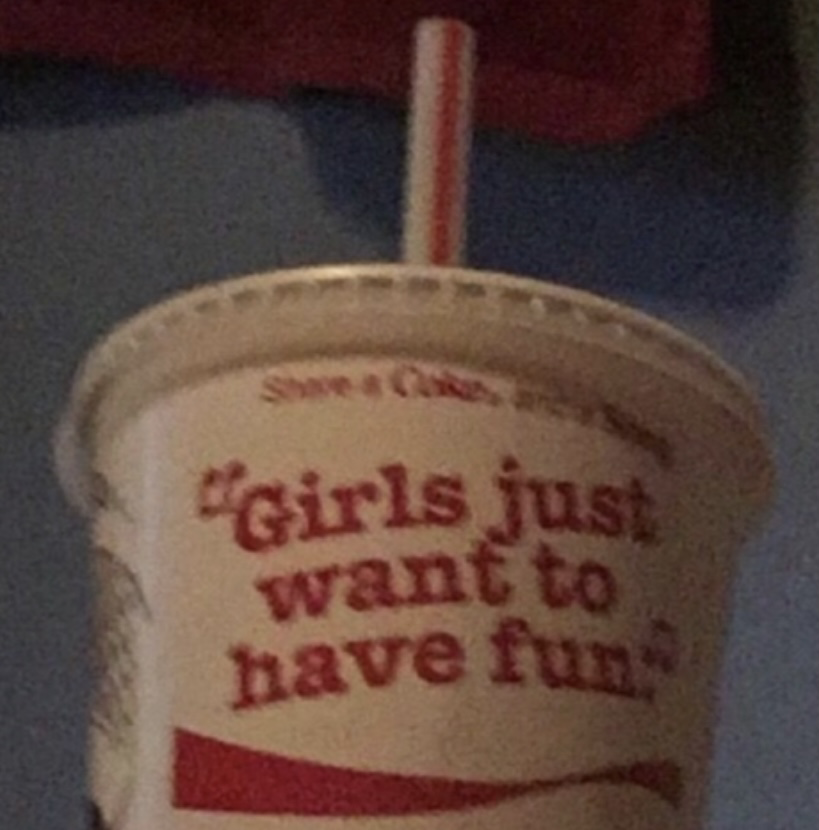 Share a Coke
"Girls just
want to
have fun."